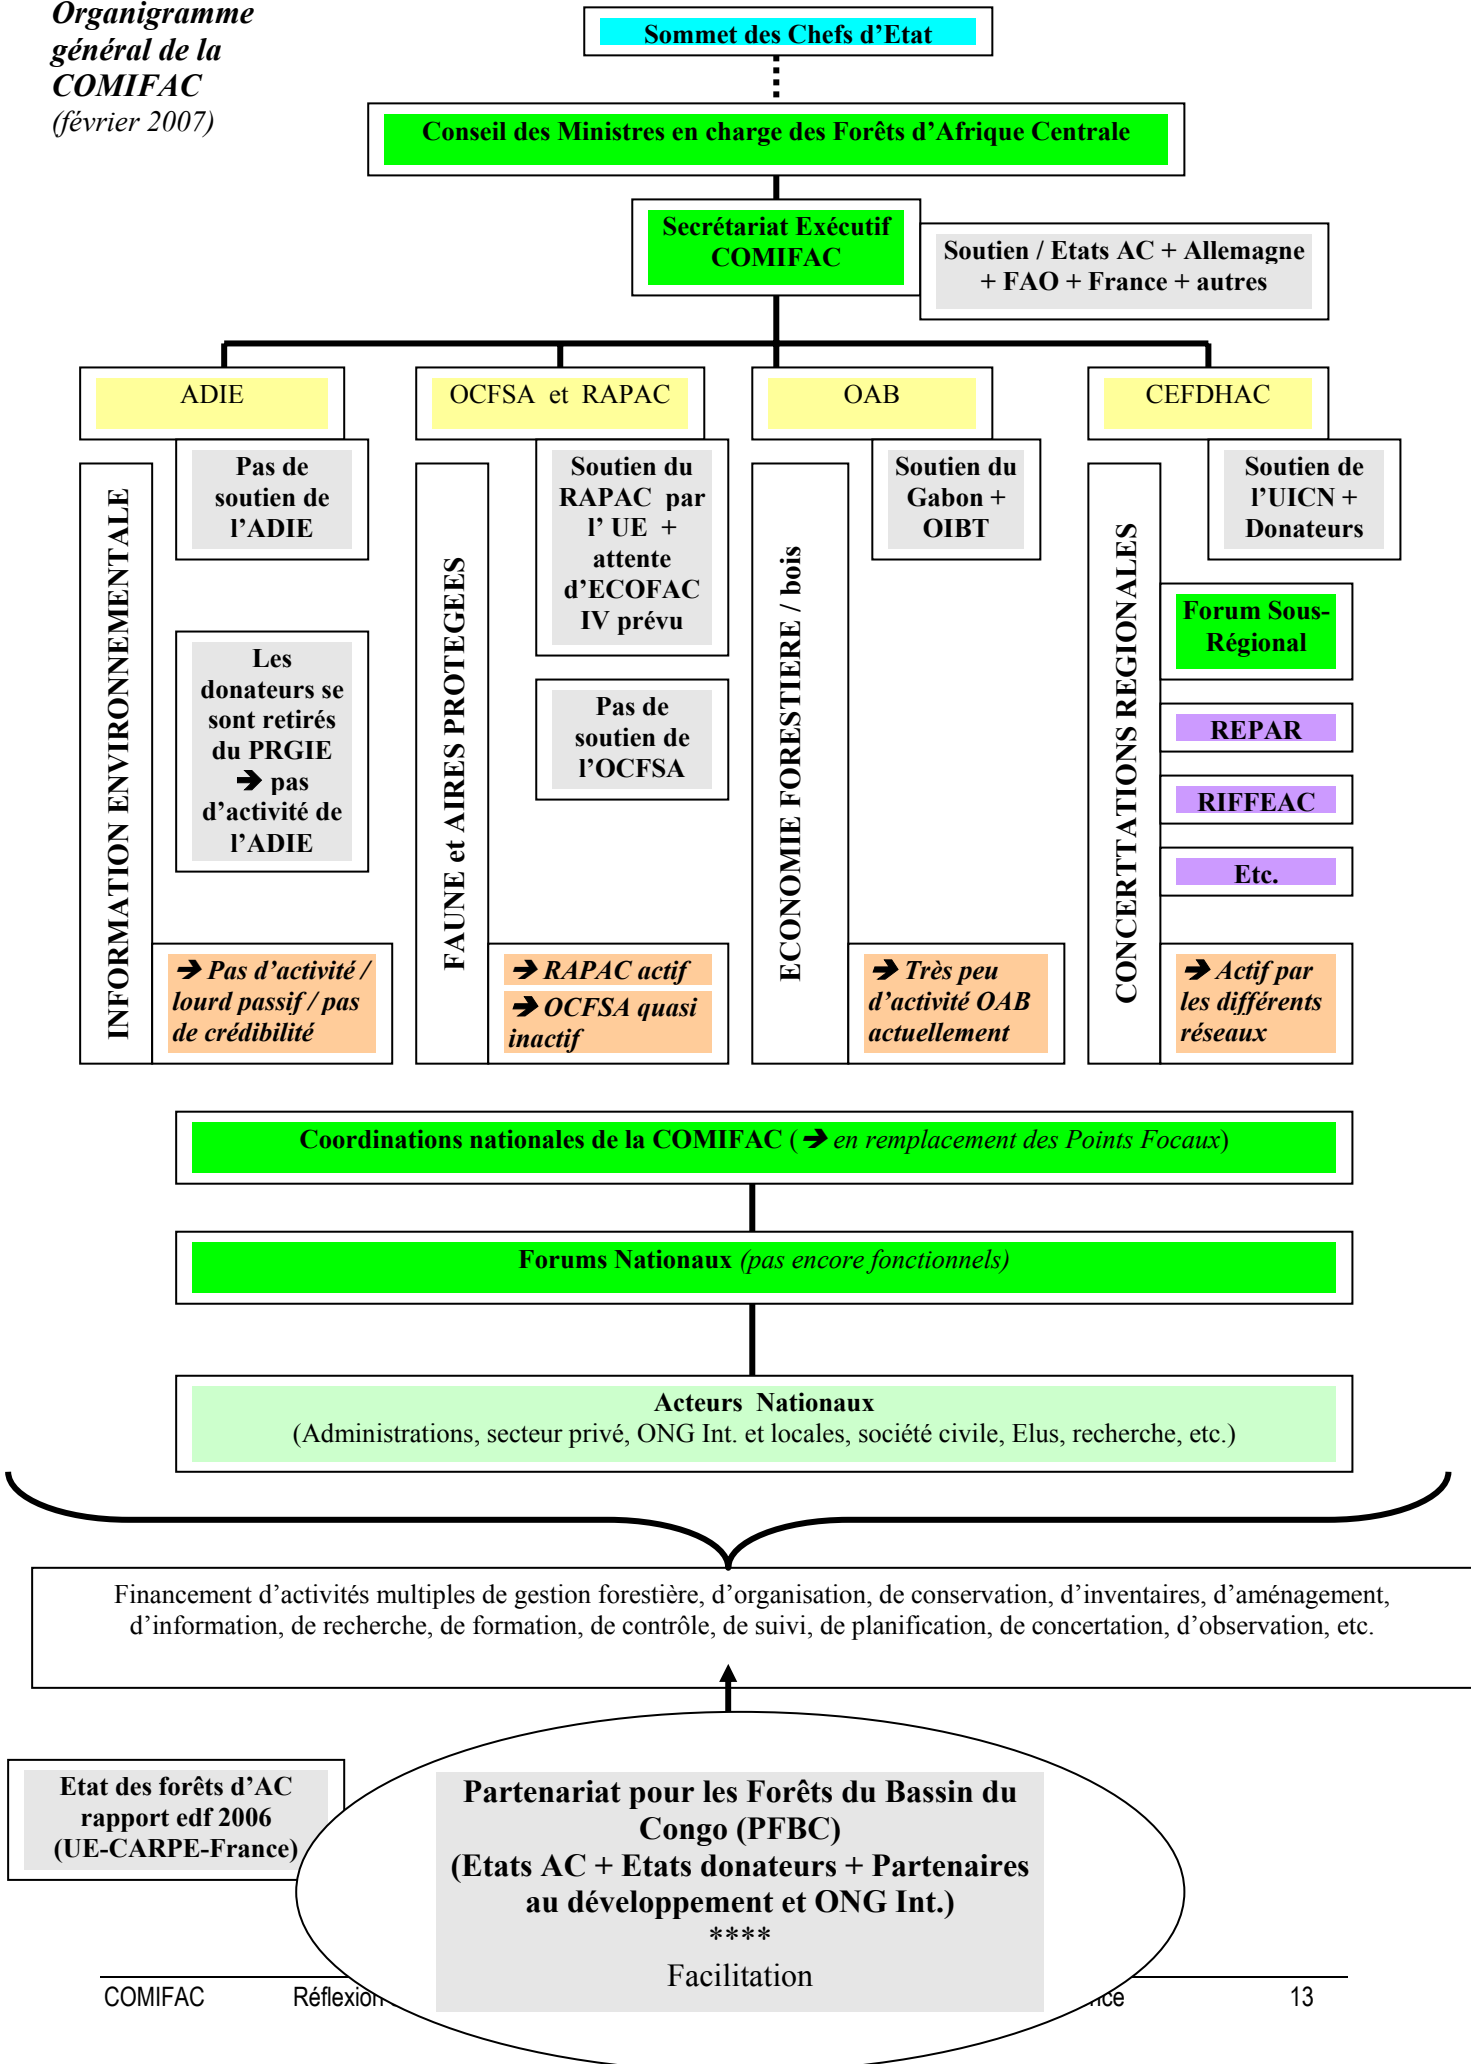 Organigramme
général de la
COMIFAC
(février 2007)
Sommet des Chefs d'Etat
Conseil des Ministres en charge des Forêts d'Afrique Centrale
Secrétariat Exécutif
COMIFAC
Soutien / Etats AC + Allemagne
+ FAO + France + autres
ADIE
OCFSA et RAPAC
OAB
CEFDHAC
INFORMATION ENVIRONNEMENTALE
Pas de
soutien de
l'ADIE
Les
donateurs se
sont retirés
du PRGIE
➔ pas
d'activité de
l'ADIE
➔ Pas d'activité /
lourd passif / pas
de crédibilité
FAUNE et AIRES PROTEGEES
Soutien du
RAPAC par
l' UE +
attente
d'ECOFAC
IV prévu
Pas de
soutien de
l'OCFSA
➔ RAPAC actif
➔ OCFSA quasi
inactif
ECONOMIE FORESTIERE / bois
Soutien du
Gabon +
OIBT
➔ Très peu
d'activité OAB
actuellement
CONCERTTATIONS REGIONALES
Soutien de
l'UICN +
Donateurs
Forum Sous-
Régional
REPAR
RIFFEAC
Etc.
➔ Actif par
les différents
réseaux
Coordinations nationales de la COMIFAC (➔ en remplacement des Points Focaux)
Forums Nationaux (pas encore fonctionnels)
Acteurs Nationaux
(Administrations, secteur privé, ONG Int. et locales, société civile, Elus, recherche, etc.)
Financement d'activités multiples de gestion forestière, d'organisation, de conservation, d'inventaires, d'aménagement,
d'information, de recherche, de formation, de contrôle, de suivi, de planification, de concertation, d'observation, etc.
Etat des forêts d'AC
rapport edf 2006
(UE-CARPE-France)
Partenariat pour les Forêts du Bassin du
Congo (PFBC)
(Etats AC + Etats donateurs + Partenaires
au développement et ONG Int.)
****
Facilitation
COMIFAC Réflexion 13